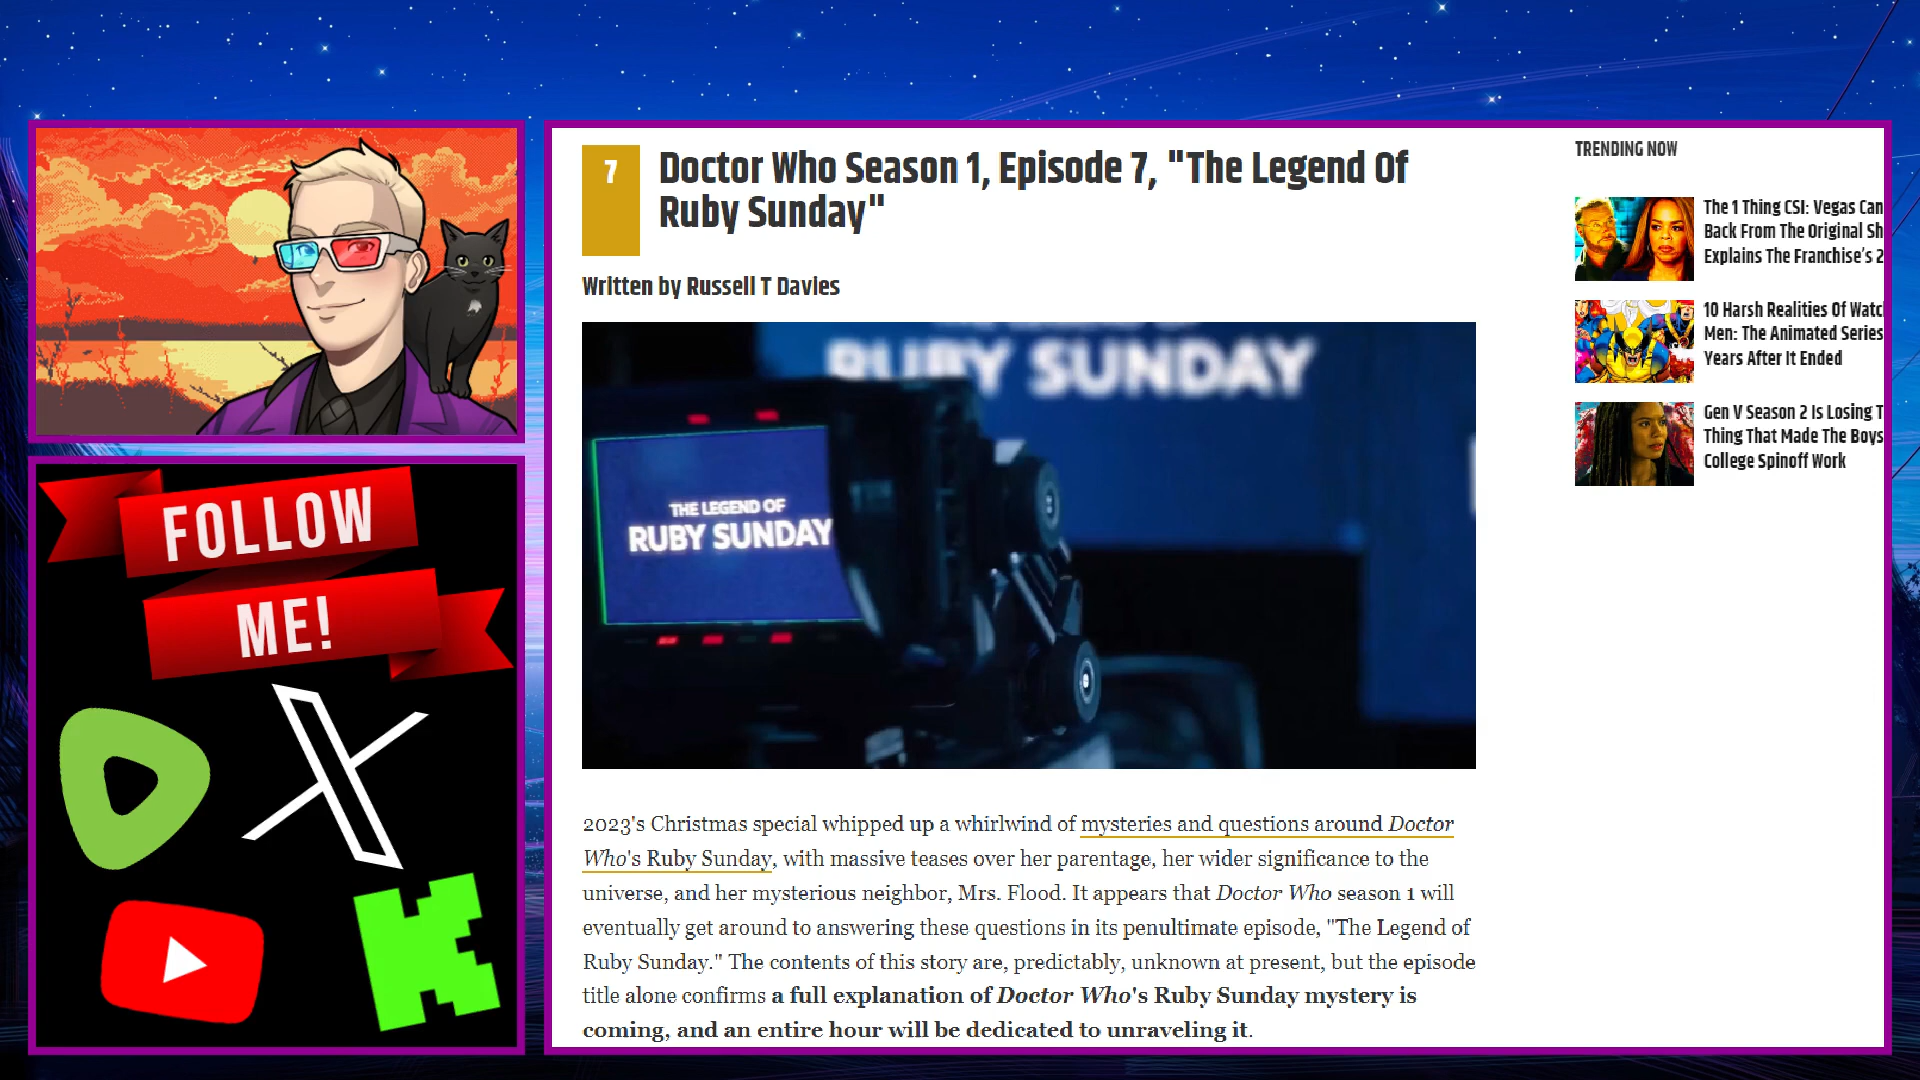 FOLLOW
ME!
7
Doctor Who Season 1, Episode 7, "The Legend Of
Ruby Sunday"
Written by Russell T Davies
RUBY SUNDAY
THE LEGEND OF
RUBY SUNDAY
2023's Christmas special whipped up a whirlwind of mysteries and questions around Doctor
Who's Ruby Sunday, with massive teases over her parentage, her wider significance to the
universe, and her mysterious neighbor, Mrs. Flood. It appears that Doctor Who season 1 will
eventually get around to answering these questions in its penultimate episode, "The Legend of
Ruby Sunday." The contents of this story are, predictably, unknown at present, but the episode
title alone confirms a full explanation of Doctor Who's Ruby Sunday mystery is
coming, and an entire hour will be dedicated to unraveling it.
TRENDING NOW
The 1 Thing CSI: Vegas Can
Back From The Original Sh
Explains The Franchise's 2
10 Harsh Realities Of Watc
Men: The Animated Series
Years After It Ended
Gen V Season 2 Is Losing T
Thing That Made The Boys
College Spinoff Work